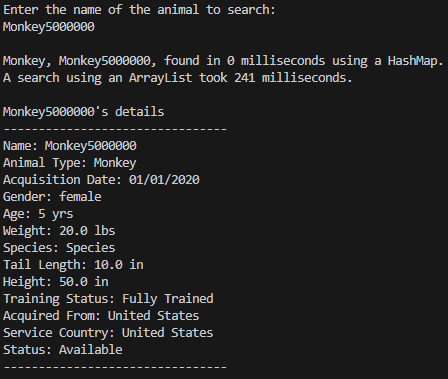 Enter the name of the animal to search:
Monkey5000000
Monkey, Monkey5000000, found in 0 milliseconds using a HashMap.
A search using an ArrayList took 241 milliseconds.
Monkey5000000's details
--------------------------------
Name: Monkey5000000
Animal Type: Monkey
Acquisition Date: 01/01/2020
Gender: female
Age: 5 yrs
Weight: 20.0 lbs
Species: Species
Tail Length: 10.0 in
Height: 50.0 in
Training Status: Fully Trained
Acquired From: United States
Service Country: United States
Status: Available
--------------------------------